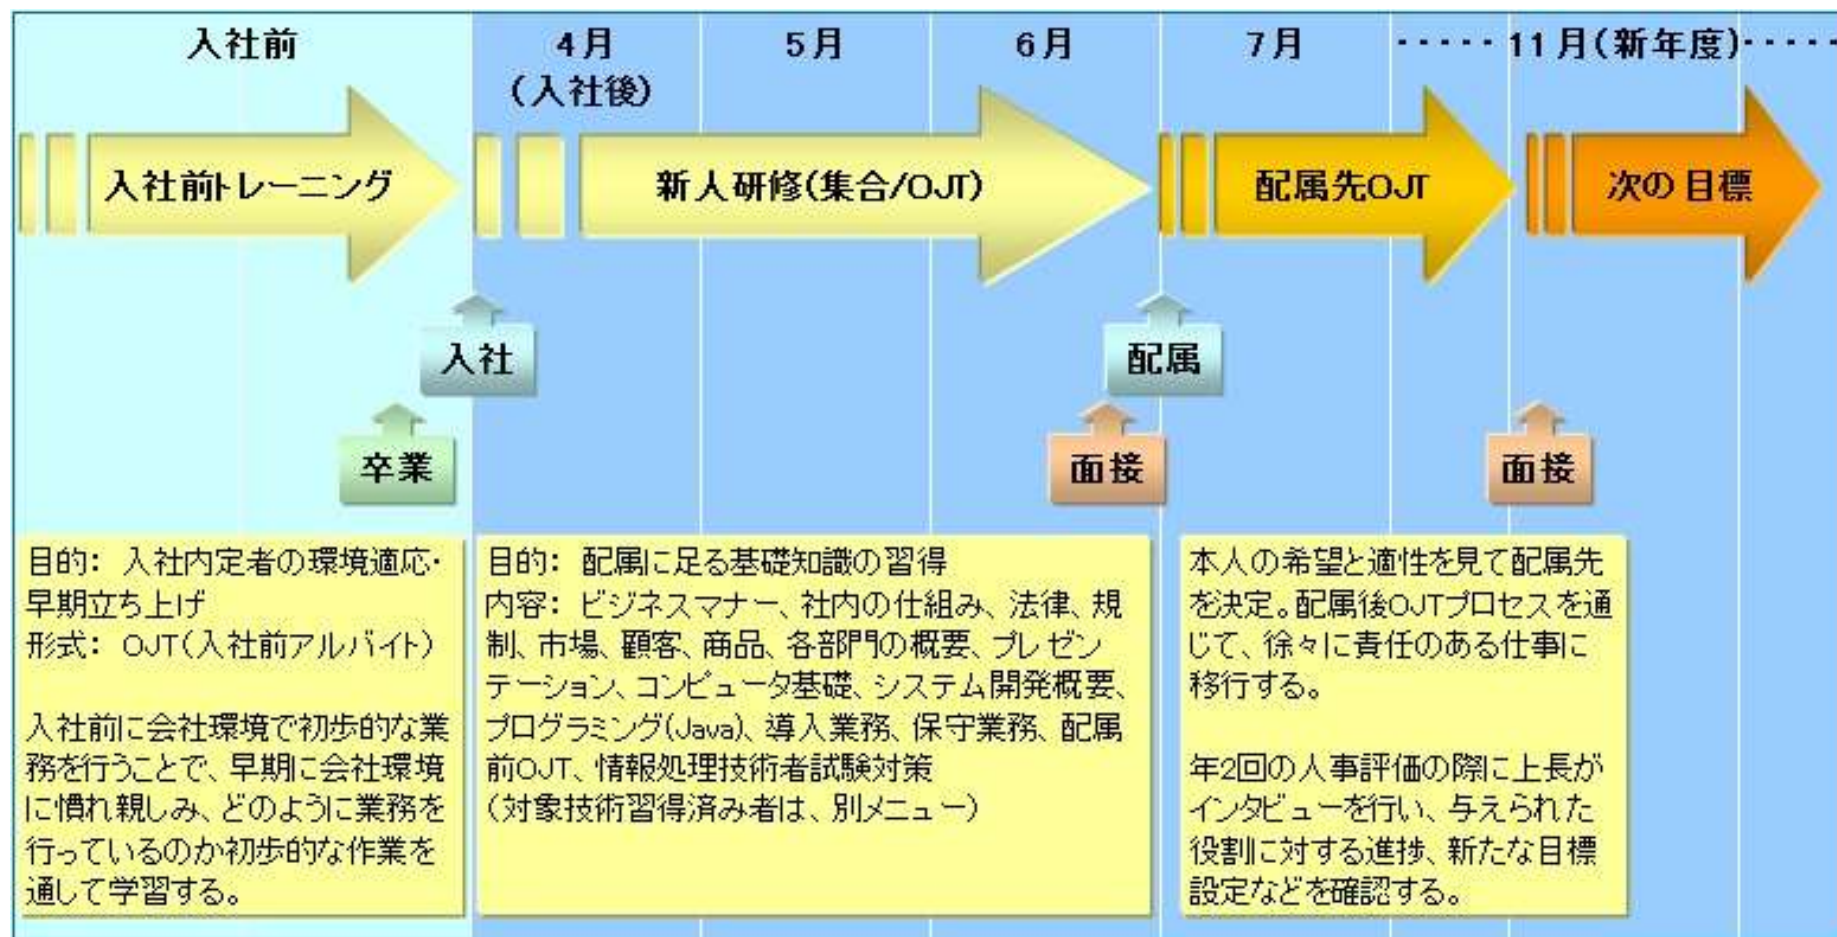 入社前
4月
(入社後)
5月
6月
7月
‥‥‥11月(新年度)‥‥‥
入社前トレーニング
新人研修(集合/OJT)
配属先OJT
次の目標
入社
配属
卒業
面接
面接
目的： 入社内定者の環境適応・
早期立ち上げ
形式： OJT(入社前アルバイト)
入社前に会社環境で初歩的な業
務を行うことで、早期に会社環境
に慣れ親しみ、どのように業務を
行っているのか初歩的な作業を
通して学習する。
目的： 配属に足る基礎知識の習得
内容： ビジネスマナー、社内の仕組み、法律、規
制、市場、顧客、商品、各部門の概要、プレゼン
テーション、コンピュータ基礎、システム開発概要、
プログラミング(Java)、導入業務、保守業務、配属
前OJT、情報処理技術者試験対策
(対象技術習得済み者は、別メニュー)
本人の希望と適性を見て配属先
を決定。配属後OJTプロセスを通
じて、徐々に責任のある仕事に
移行する。
年2回の人事評価の際に上長が
インタビューを行い、与えられた
役割に対する進捗、新たな目標
設定などを確認する。